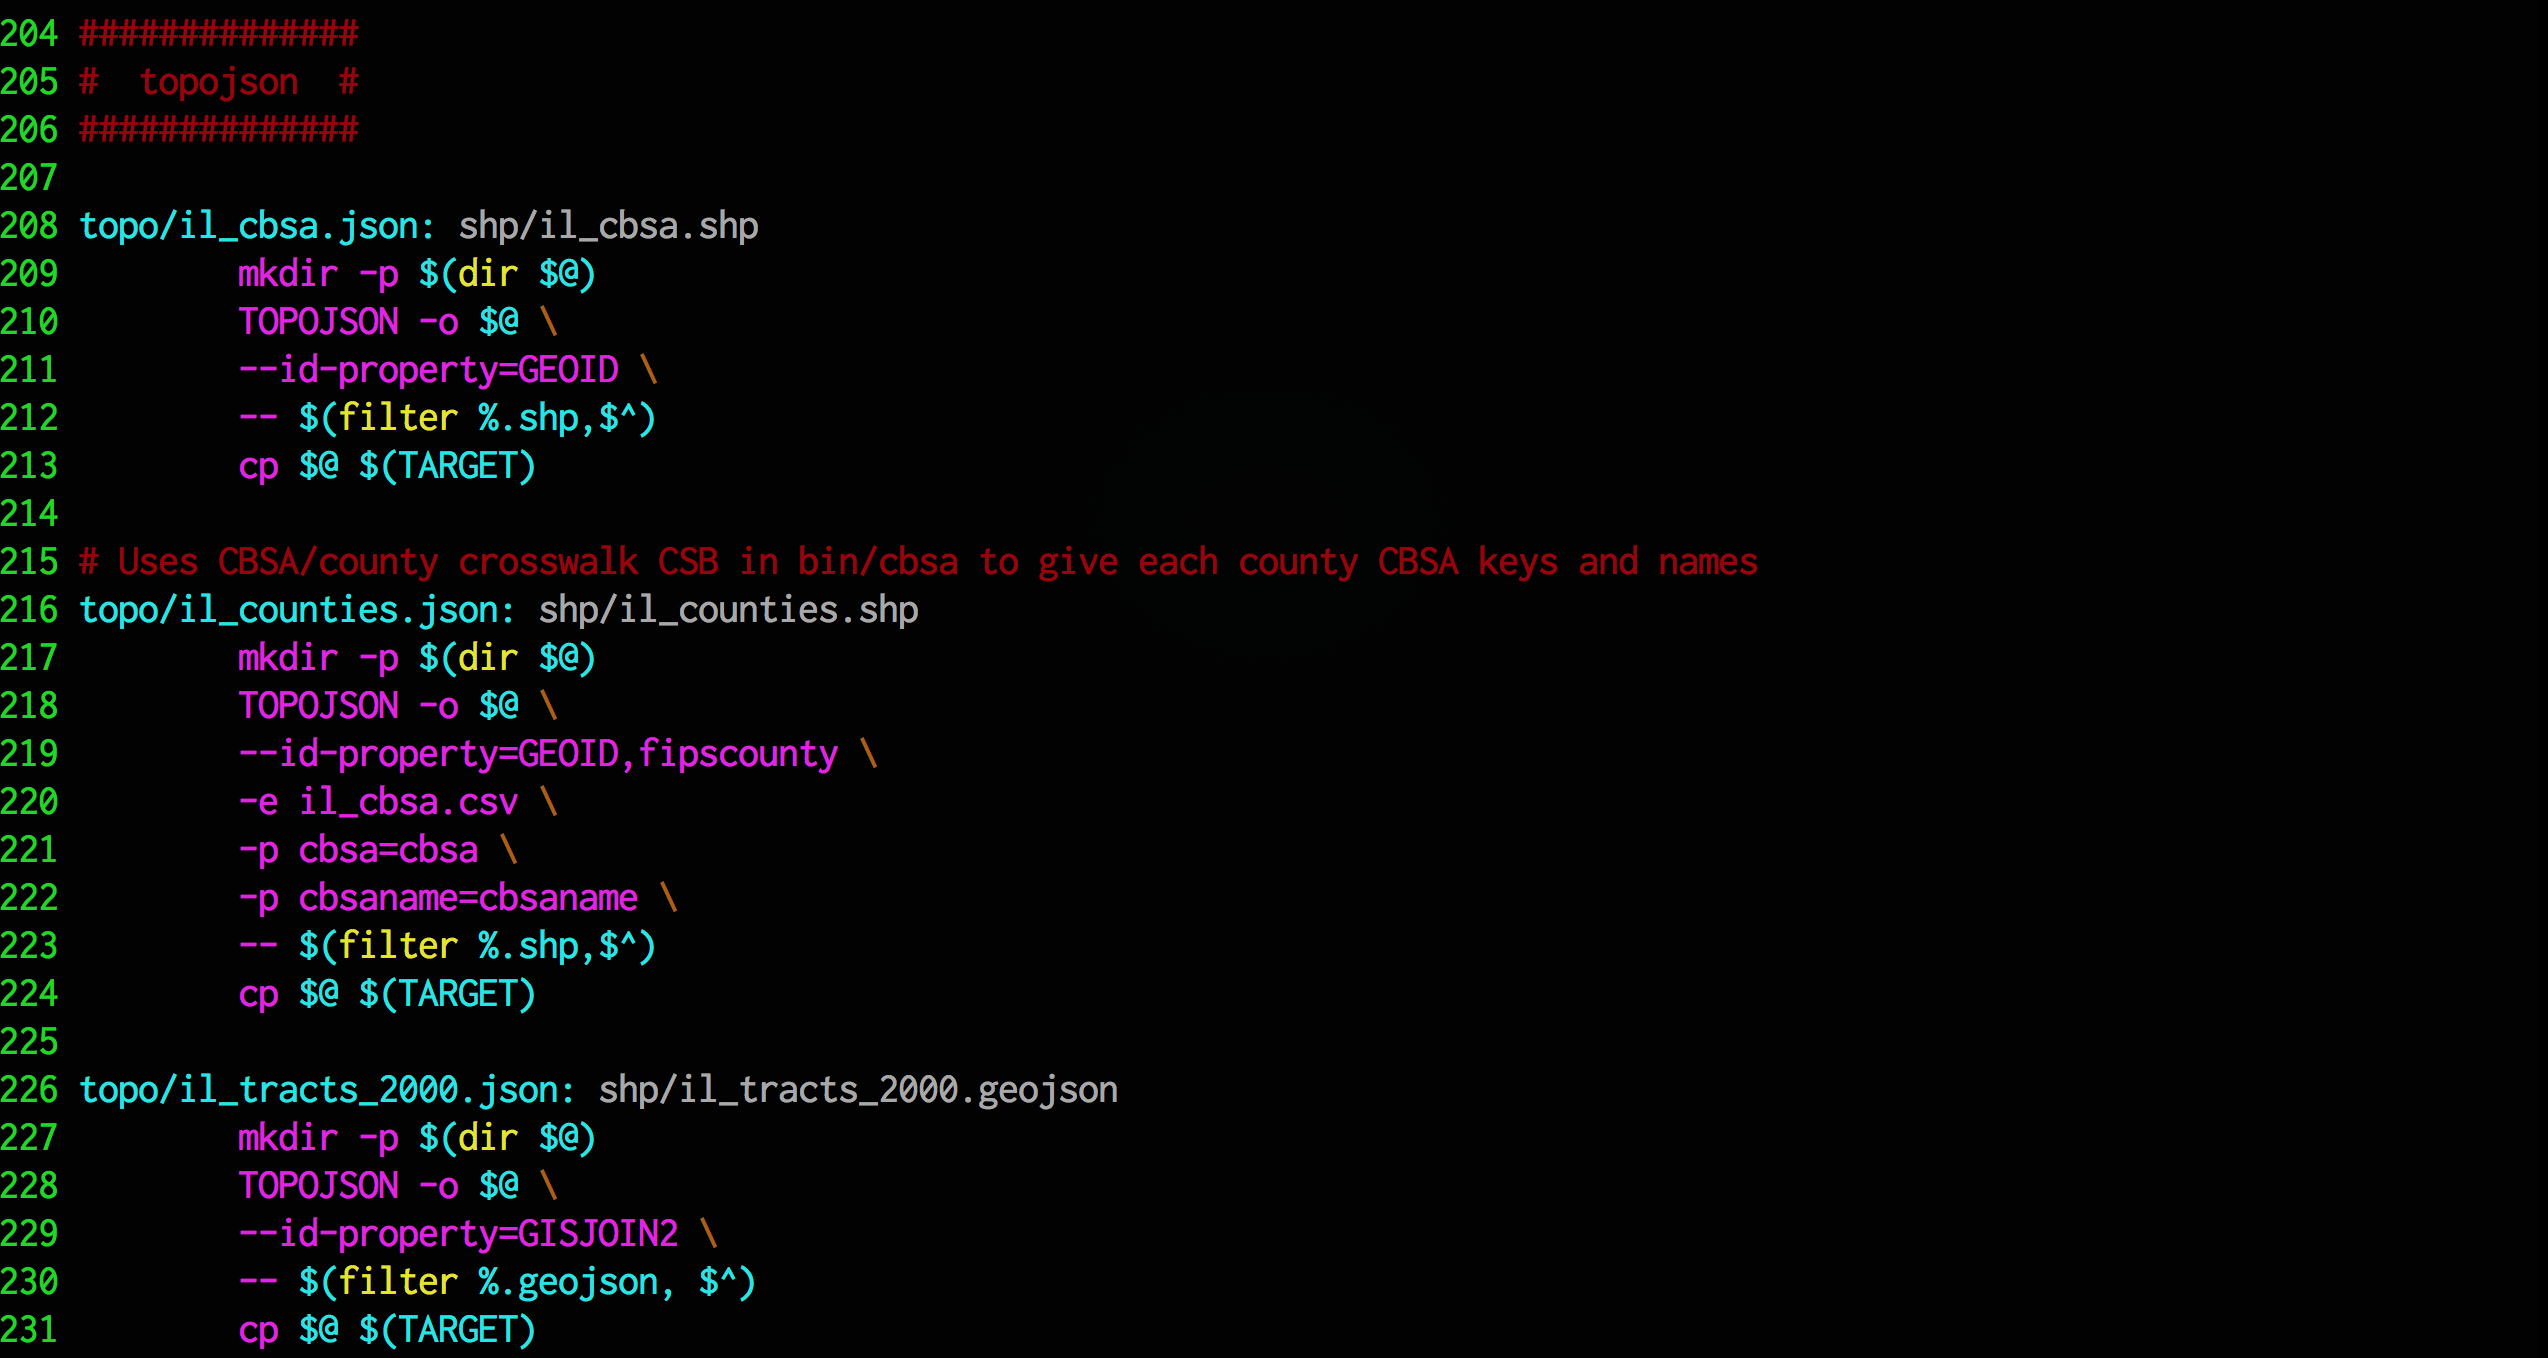 204 ##############
205 #  topojson  #
206 ##############
207
208 topo/il_cbsa.json: shp/il_cbsa.shp
209         mkdir -p $(dir $@)
210         TOPOJSON -o $@ \
211         --id-property=GEOID \
212         -- $(filter %.shp,$^)
213         cp $@ $(TARGET)
214
215 # Uses CBSA/county crosswalk CSB in bin/cbsa to give each county CBSA keys and names
216 topo/il_counties.json: shp/il_counties.shp
217         mkdir -p $(dir $@)
218         TOPOJSON -o $@ \
219         --id-property=GEOID,fipscounty \
220         -e il_cbsa.csv \
221         -p cbsa=cbsa \
222         -p cbsaname=cbsaname \
223         -- $(filter %.shp,$^)
224         cp $@ $(TARGET)
225
226 topo/il_tracts_2000.json: shp/il_tracts_2000.geojson
227         mkdir -p $(dir $@)
228         TOPOJSON -o $@ \
229         --id-property=GISJOIN2 \
230         -- $(filter %.geojson, $^)
231         cp $@ $(TARGET)